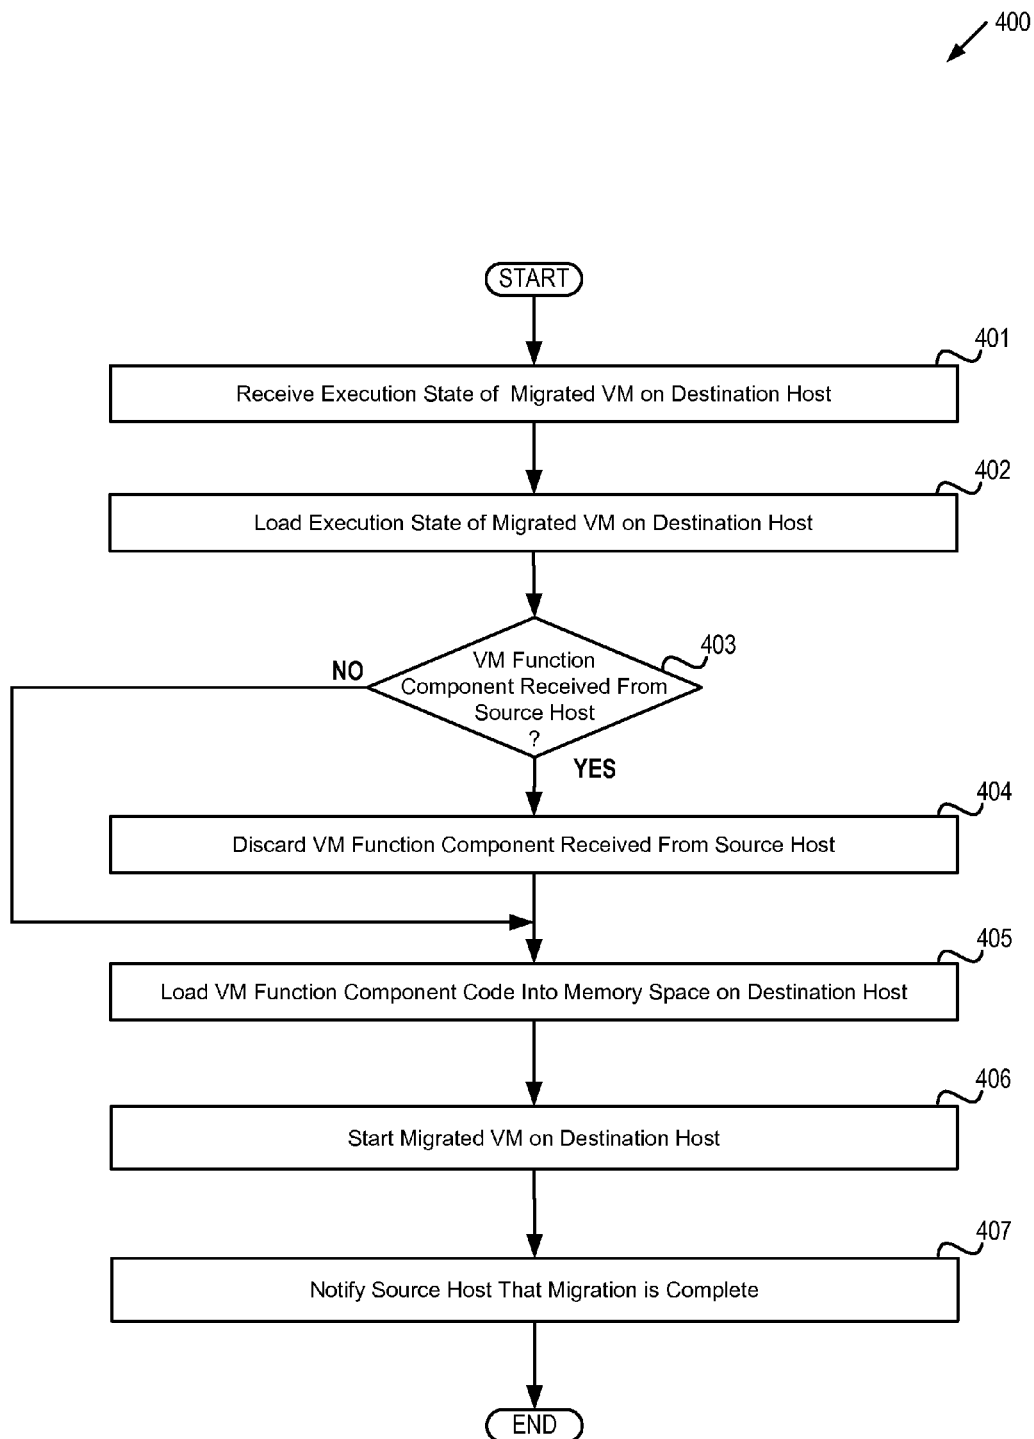 400
START
401
Receive Execution State of Migrated VM on Destination Host
402
Load Execution State of Migrated VM on Destination Host
403
NO
VM Function
Component Received From
Source Host
?
YES
404
Discard VM Function Component Received From Source Host
405
Load VM Function Component Code Into Memory Space on Destination Host
406
Start Migrated VM on Destination Host
407
Notify Source Host That Migration is Complete
END